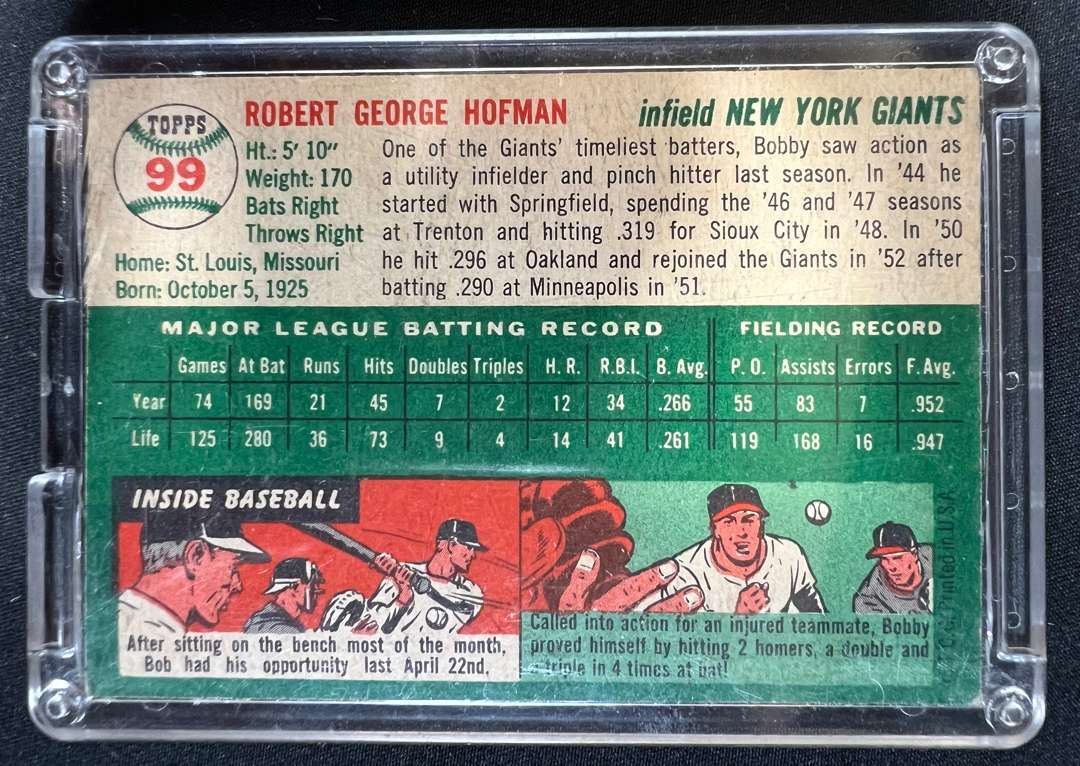 TOPPS
99
ROBERT GEORGE HOFMAN
infield NEW YORK GIANTS
Ht.: 5' 10"
Weight: 170
Bats Right
Throws Right
Home: St. Louis, Missouri
Born: October 5, 1925
One of the Giants' timeliest batters, Bobby saw action as
a utility infielder and pinch hitter last season. In '44 he
started with Springfield, spending the '46 and '47 seasons
at Trenton and hitting .319 for Sioux City in '48. In '50
he hit .296 at Oakland and rejoined the Giants in '52 after
batting .290 at Minneapolis in '51.
MAJOR LEAGUE BATTING RECORD FIELDING RECORD
Games At Bat Runs Hits Doubles Triples H. R. R.B.I. B. Avg. P. O. Assists Errors F. Avg.
Year 74 169 21 45 7 2 12 34 .266 55 83 7 .952
Life 125 280 36 73 9 4 14 41 .261 119 168 16 .947
INSIDE BASEBALL
After sitting on the bench most of the month,
Bob had his opportunity last April 22nd.
Called into action for an injured teammate, Bobby
proved himself by hitting 2 homers, a double and
a triple in 4 times at bat!
Printed in U.S.A.